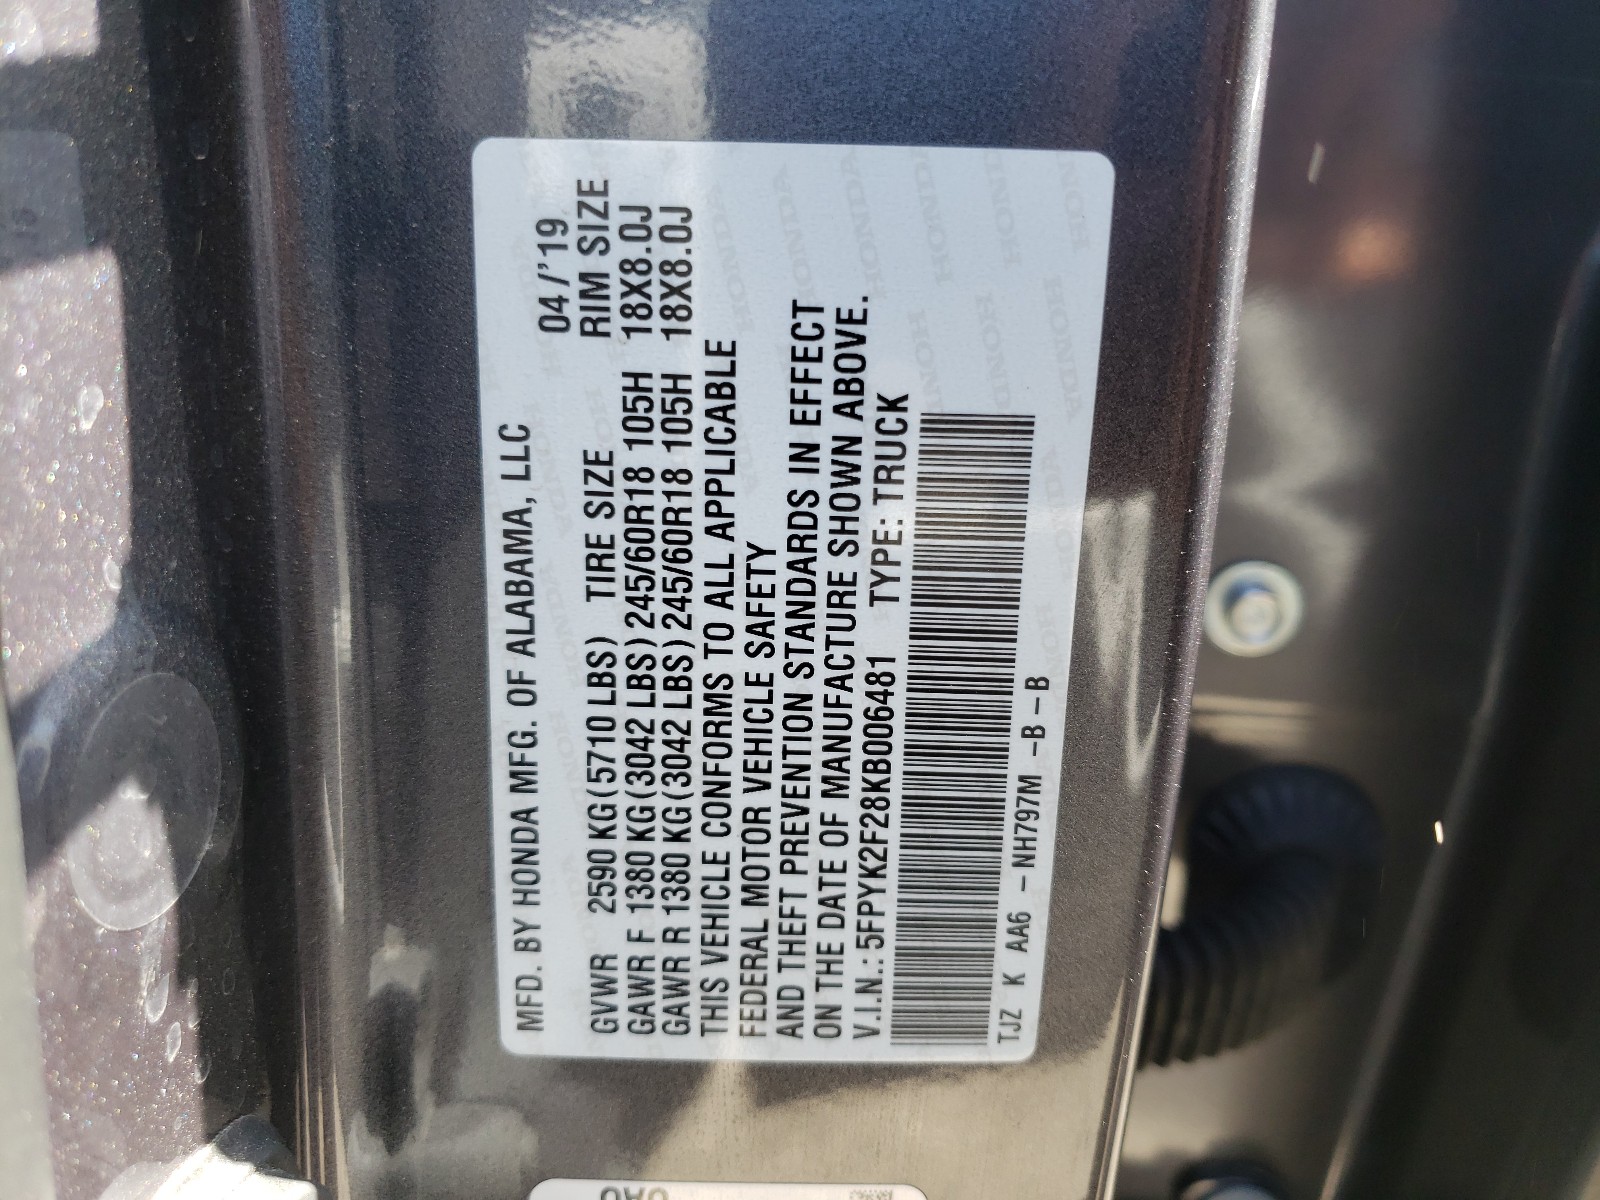 MFD. BY HONDA MFG. OF ALABAMA, LLC
04/'19
GVWR 2590 KG(5710 LBS) TIRE SIZE RIM SIZE
GAWR F 1380 KG(3042 LBS) 245/60R18 105H 18X8.0J
GAWR R 1380 KG(3042 LBS) 245/60R18 105H 18X8.0J
THIS VEHICLE CONFORMS TO ALL APPLICABLE
FEDERAL MOTOR VEHICLE SAFETY
AND THEFT PREVENTION STANDARDS IN EFFECT
ON THE DATE OF MANUFACTURE SHOWN ABOVE.
V.I.N.: 5FPYK2F28KB006481 TYPE: TRUCK
TJZ K AA6 -NH797M -B -B